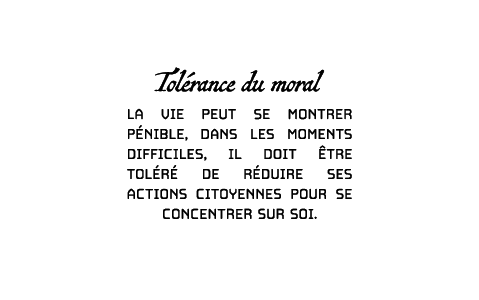 Tolérance du moral
LA VIE PEUT SE MONTRER
PÉNIBLE, DANS LES MOMENTS
DIFFICILES, IL DOIT ÊTRE
TOLÉRÉ DE RÉDUIRE SES
ACTIONS CITOYENNES POUR SE
CONCENTRER SUR SOI.